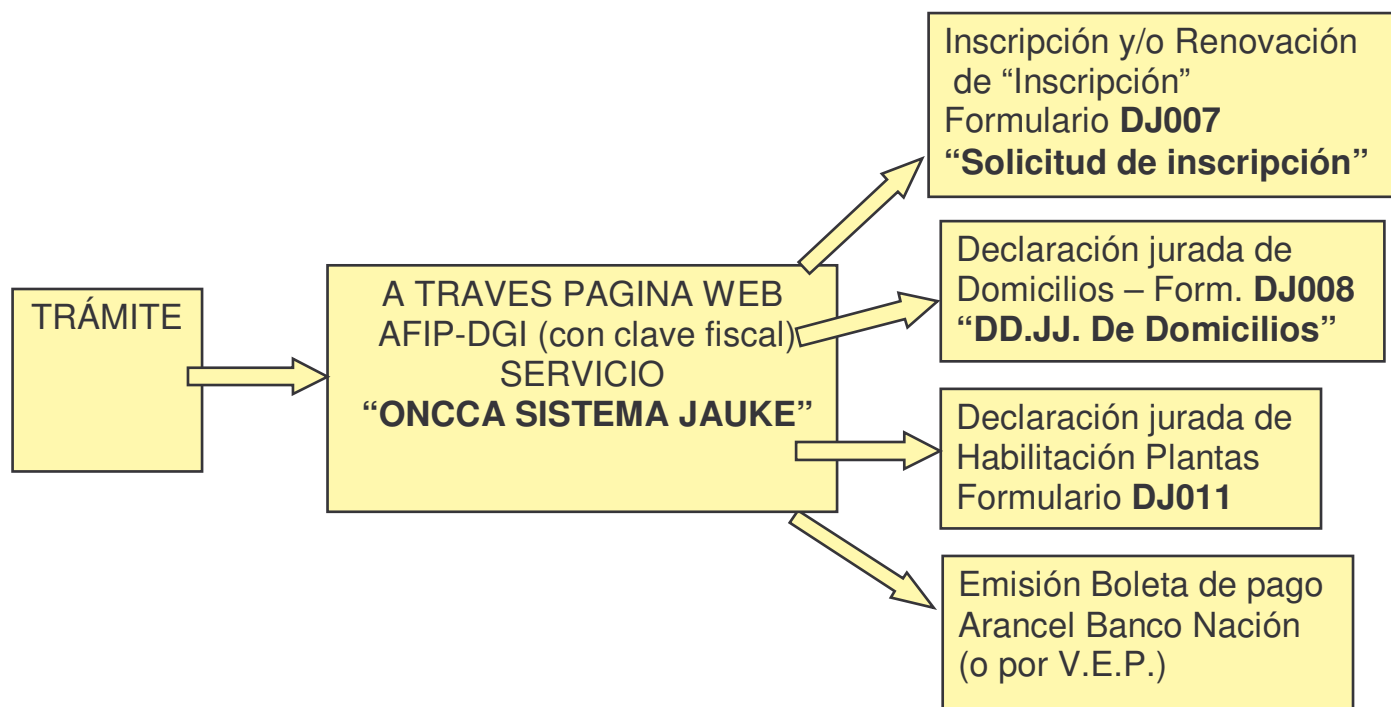 TRÁMITE
A TRAVES PAGINA WEB
AFIP-DGI (con clave fiscal)
SERVICIO
“ONCCA SISTEMA JAUKE”
Inscripción y/o Renovación
de “Inscripción”
Formulario DJ007
“Solicitud de inscripción”
Declaración jurada de
Domicilios – Form. DJ008
“DD.JJ. De Domicilios”
Declaración jurada de
Habilitación Plantas
Formulario DJ011
Emisión Boleta de pago
Arancel Banco Nación
(o por V.E.P.)